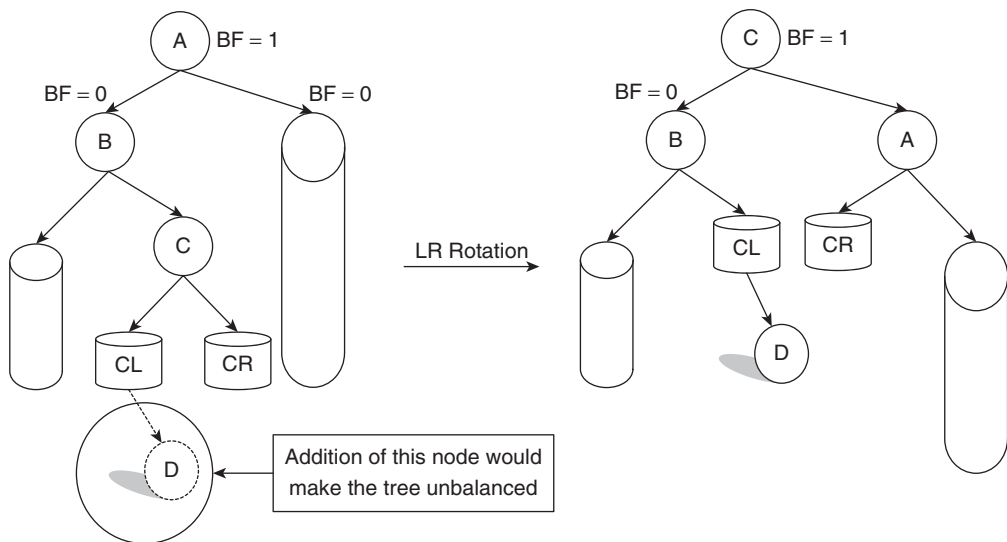 A
BF = 1
BF = 0
BF = 0
B
C
CL
CR
D
Addition of this node would
make the tree unbalanced
LR Rotation
C
BF = 1
BF = 0
B
A
CL
CR
D